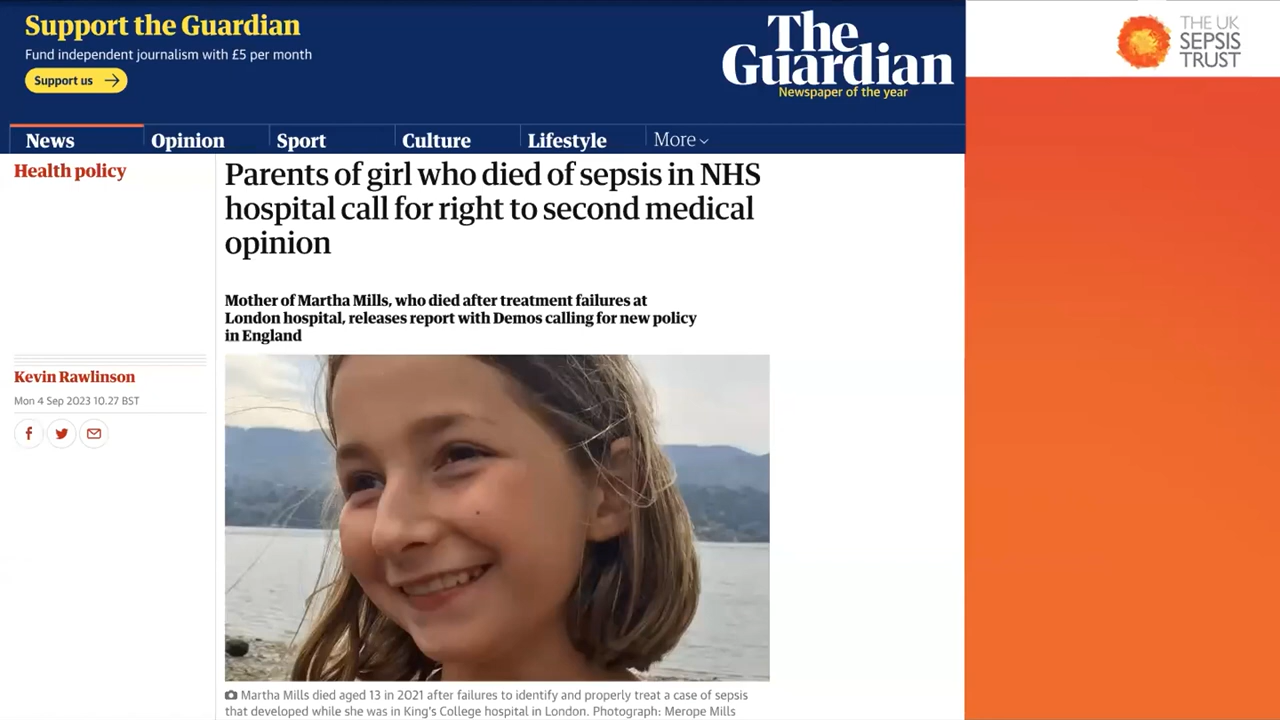 Support the Guardian
Fund independent journalism with £5 per month
Support us
The
Guardian
Newspaper of the year
THE UK
SEPSIS
TRUST
News
Opinion
Sport
Culture
Lifestyle
More
Health policy
Parents of girl who died of sepsis in NHS
hospital call for right to second medical
opinion
Mother of Martha Mills, who died after treatment failures at
London hospital, releases report with Demos calling for new policy
in England
Kevin Rawlinson
Mon 4 Sep 2023 10.27 BST
Martha Mills died aged 13 in 2021 after failures to identify and properly treat a case of sepsis
that developed while she was in King's College hospital in London. Photograph: Merope Mills